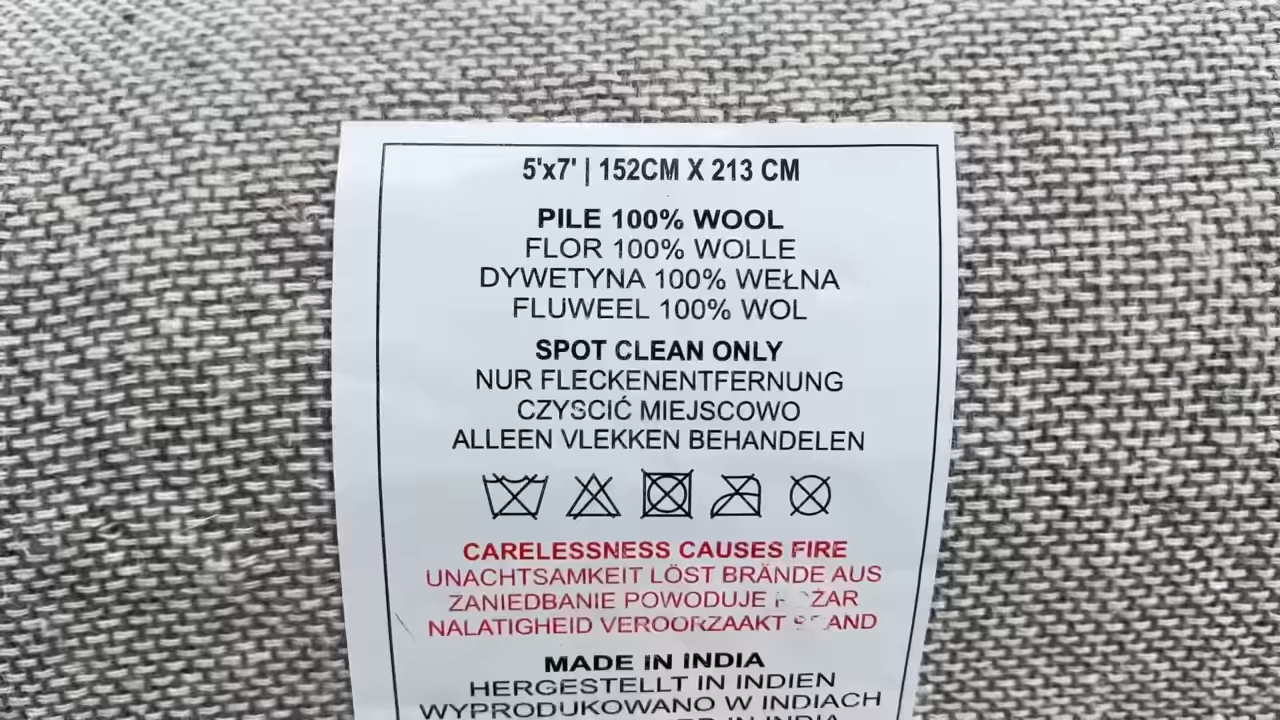 5'x7' | 152CM X 213 CM
PILE 100% WOOL
FLOR 100% WOLLE
DYWETYNA 100% WEŁNA
FLUWEEL 100% WOL
SPOT CLEAN ONLY
NUR FLECKENENTFERNUNG
CZYSCIĆ MIEJSCOWO
ALLEEN VLEKKEN BEHANDELEN
CARELESSNESS CAUSES FIRE
UNACHTSAMKEIT LÖST BRÄNDE AUS
ZANIEDBANIE POWODUJE
NALATIGHEID VEROORZAAKT
MADE IN INDIA
HERGESTELLT IN INDIEN
WYPRODUKOWANO W INDIACH
IN INDIA